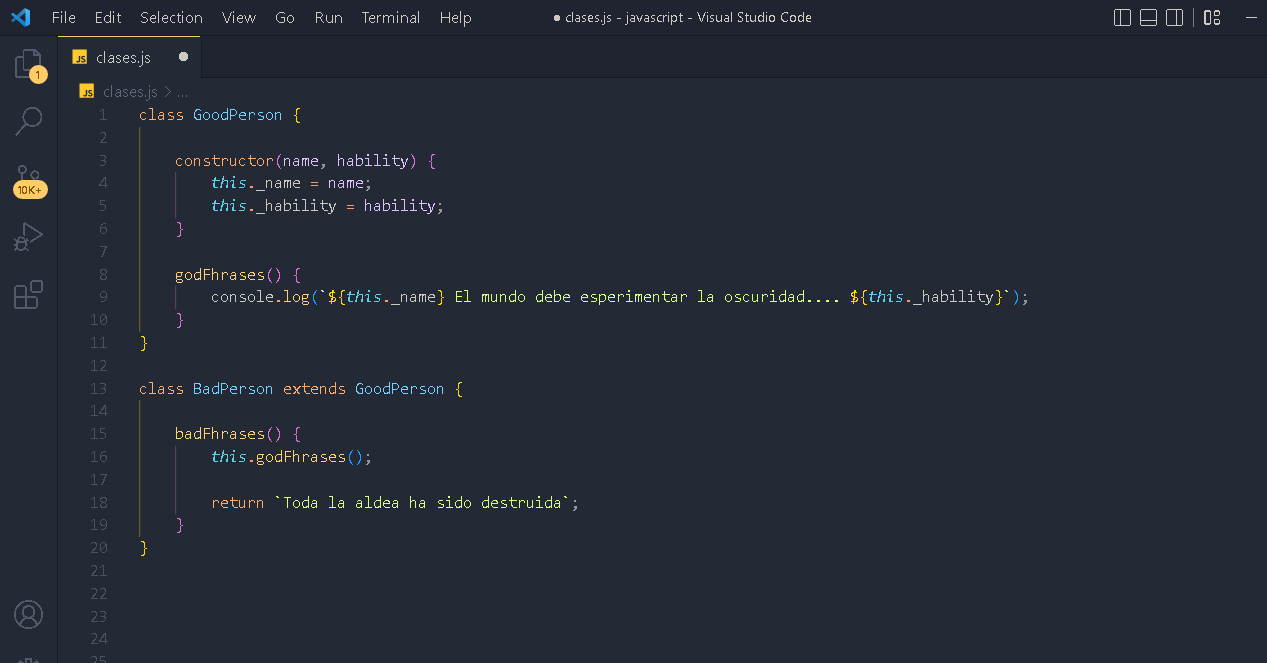 File Edit Selection View Go Run Terminal Help ● clases.js - javascript - Visual Studio Code
JS clases.js ●
1
JS clases.js > ...
1 class GoodPerson {
2
3 constructor(name, hability) {
4 this._name = name;
10K+
5 this._hability = hability;
6 }
7
8 godFhrases() {
9 console.log(`${this._name} El mundo debe esperimentar la oscuridad.... ${this._hability}`);
10 }
11 }
12
13 class BadPerson extends GoodPerson {
14
15 badFhrases() {
16 this.godFhrases();
17
18 return `Toda la aldea ha sido destruida`;
19 }
20 }
21
22
23
24
25